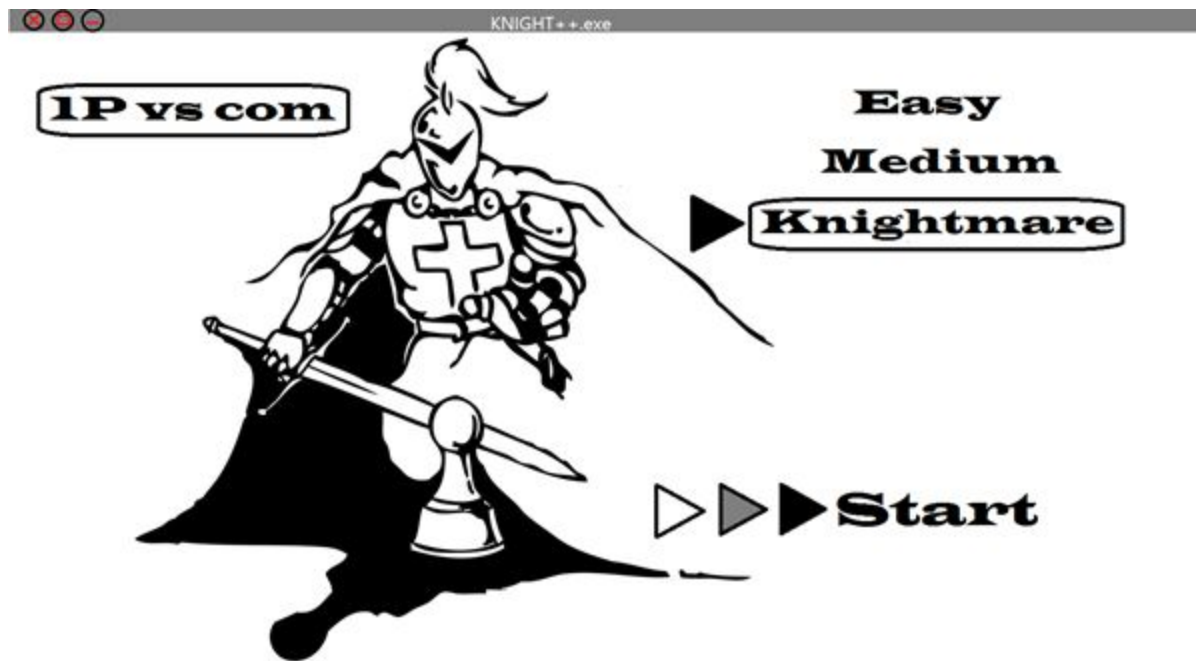 KNIGHT++.exe
1P vs com
Easy
Medium
Knightmare
Start